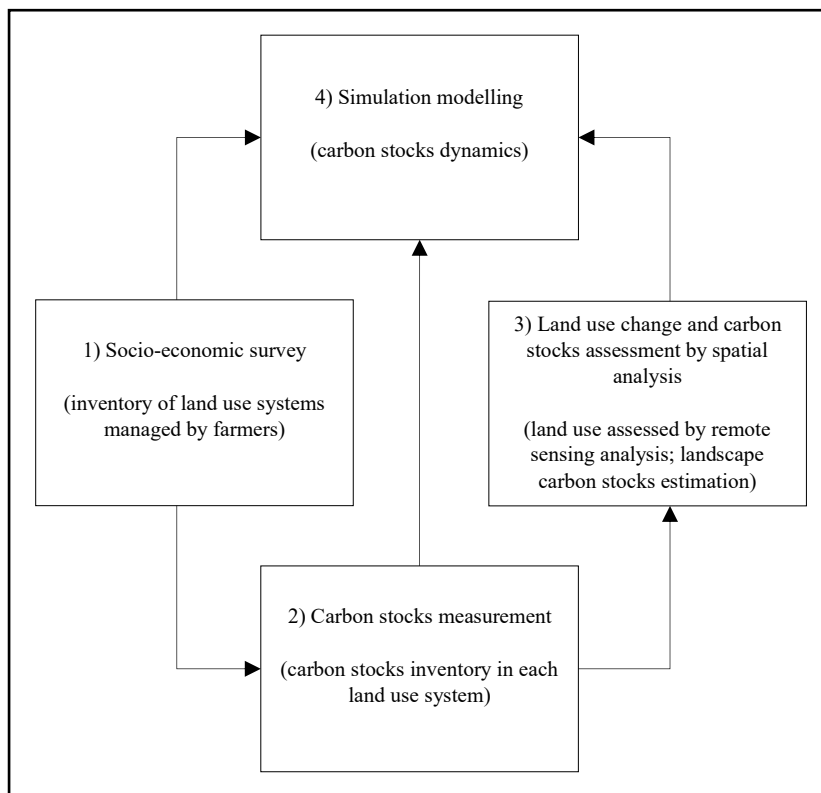 4) Simulation modelling
(carbon stocks dynamics)
1) Socio-economic survey
(inventory of land use systems
managed by farmers)
3) Land use change and carbon
stocks assessment by spatial
analysis
(land use assessed by remote
sensing analysis; landscape
carbon stocks estimation)
2) Carbon stocks measurement
(carbon stocks inventory in each
land use system)